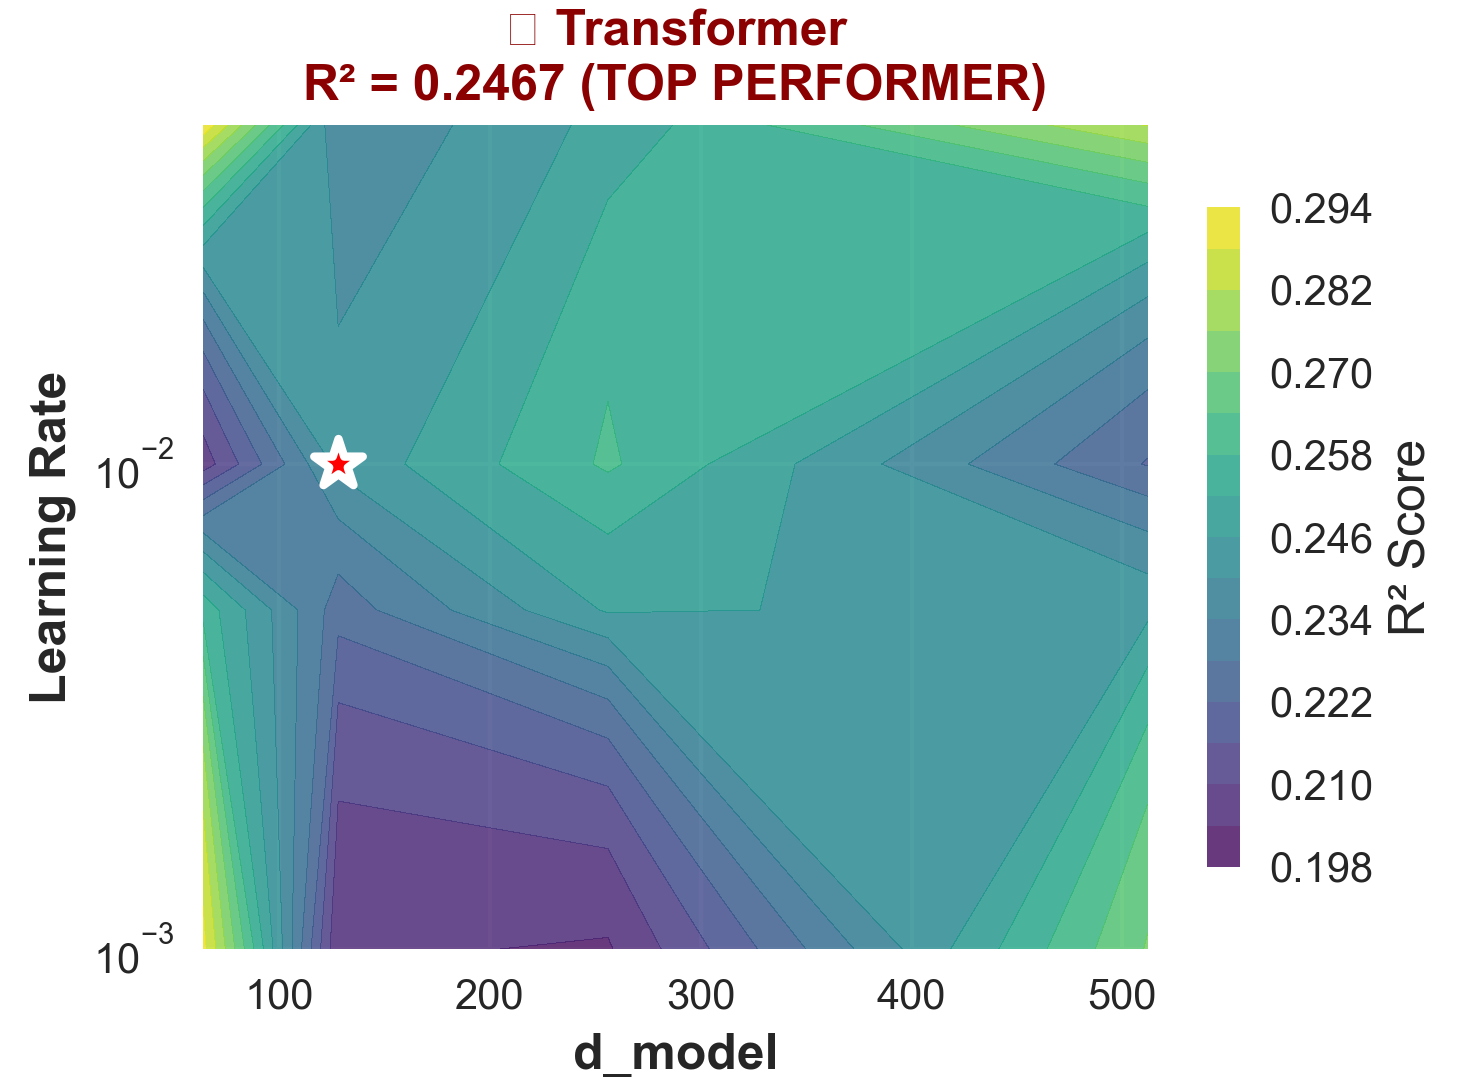 Transformer
R² = 0.2467 (TOP PERFORMER)
Learning Rate
10⁻²
10⁻³
100 200 300 400 500
d_model
0.294
0.282
0.270
0.258
0.246
0.234
0.222
0.210
0.198
R² Score